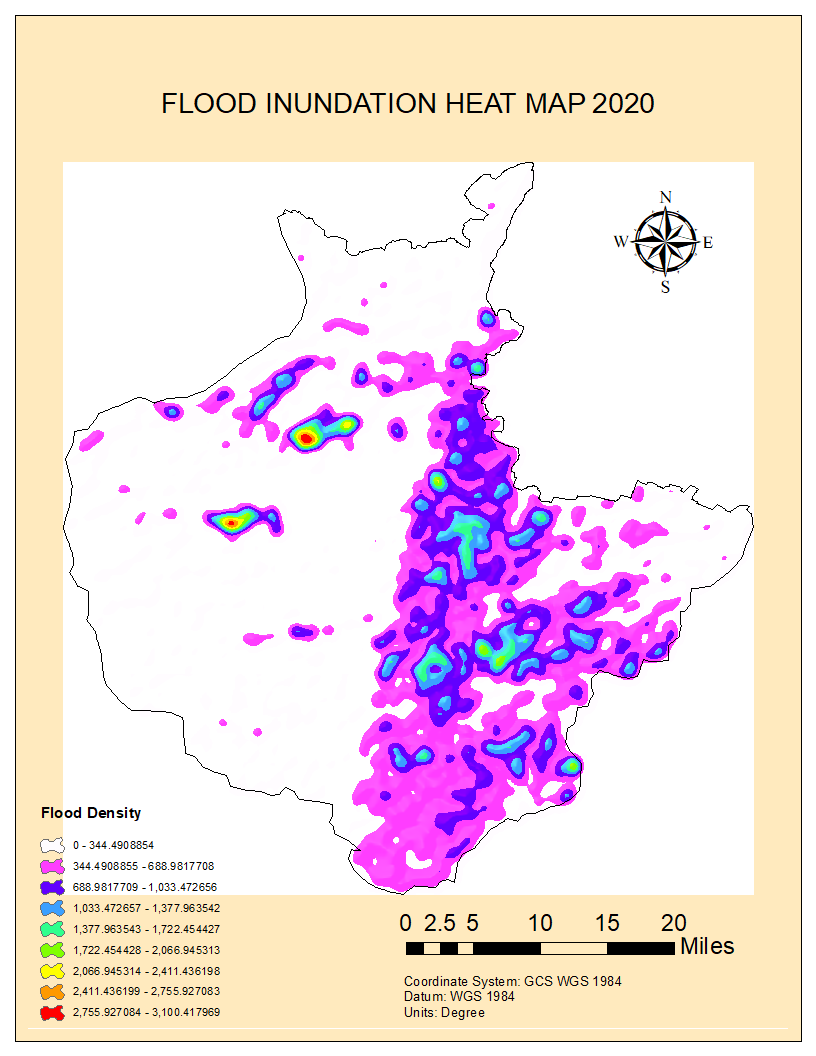 FLOOD INUNDATION HEAT MAP 2020
N
W E
S
Flood Density
0 - 344.4908854
344.4908855 - 688.9817708
688.9817709 - 1,033.472656
1,033.472657 - 1,377.963542
1,377.963543 - 1,722.454427
1,722.454428 - 2,066.945313
2,066.945314 - 2,411.436198
2,411.436199 - 2,755.927083
2,755.927084 - 3,100.417969
0 2.5 5 10 15 20
Miles
Coordinate System: GCS WGS 1984
Datum: WGS 1984
Units: Degree